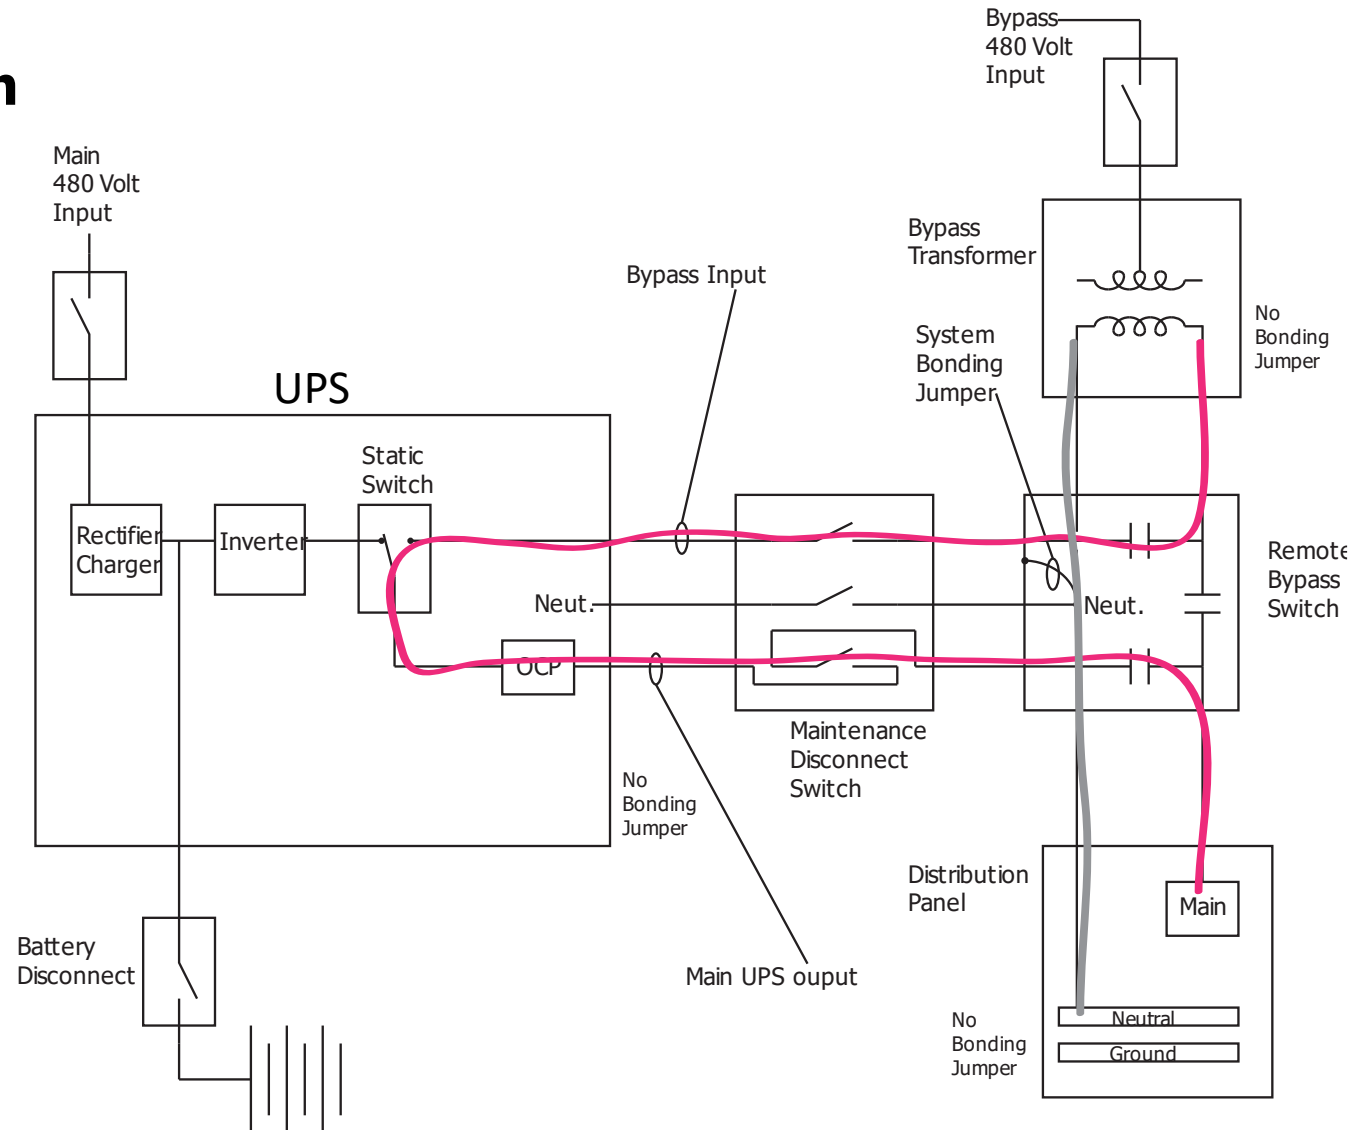 n
Bypass
480 Volt
Input
Main
480 Volt
Input
Bypass
Transformer
Bypass Input
No
Bonding
Jumper
System
Bonding
Jumper
UPS
Static
Switch
Rectifier
Charger
Inverter
Remote
Bypass
Switch
Neut.
Neut.
OCP
Maintenance
Disconnect
Switch
No
Bonding
Jumper
Distribution
Panel
Main
Battery
Disconnect
Main UPS ouput
No
Bonding
Jumper
Neutral
Ground